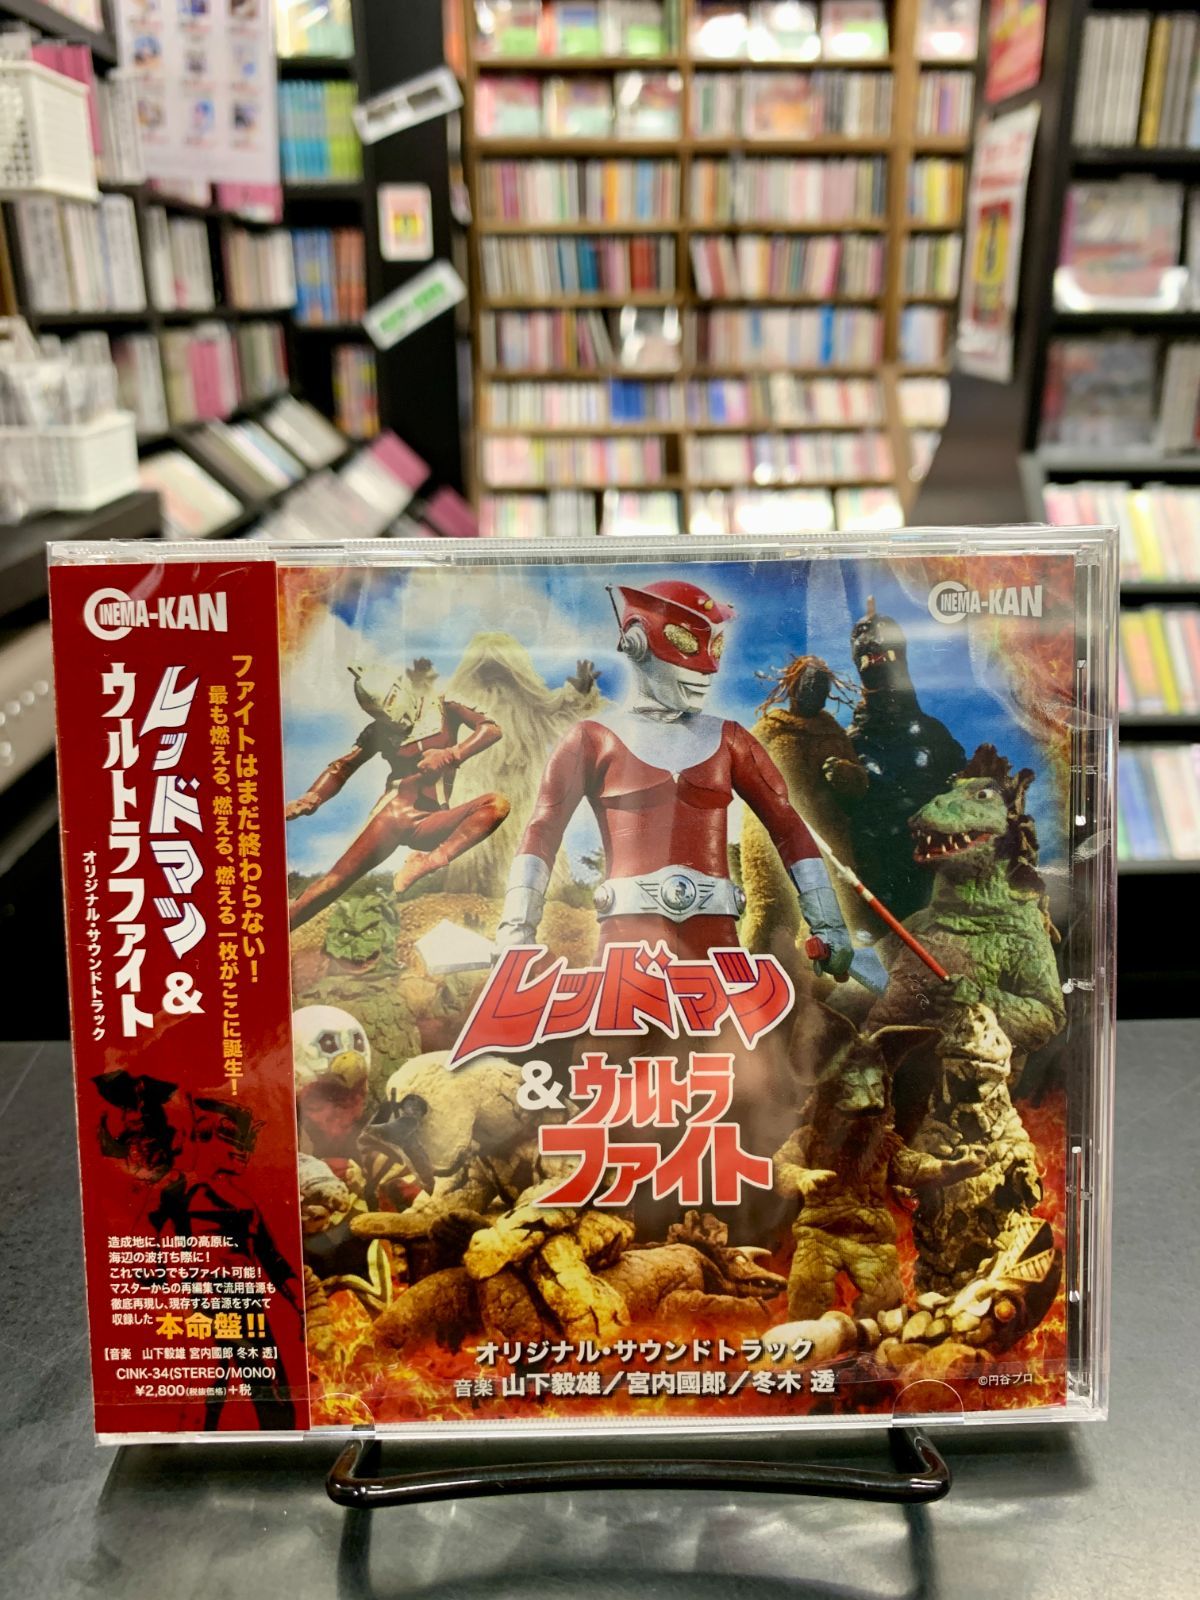 CINEMA-KAN
ファイトはまだ終わらない!
最も燃える、燃える、燃える一枚がここに誕生!
レッドマン&
ウルトラファイト
オリジナル・サウンドトラック
造成地に、山間の高原に、
海辺の波打ち際に!
これでいつでもファイト可能!
マスターからの再編集で流用音源も
徹底再現し、現存する音源をすべて
収録した本命盤!!
【音楽 山下毅雄 宮内國郎 冬木 透】
CINK-34(STEREO/MONO)
¥2,800(税抜価格)+税
CINEMA-KAN
レッドマン
&ウルトラ
ファイト
オリジナル・サウンドトラック
音楽 山下毅雄/宮内國郎/冬木 透
©円谷プロ